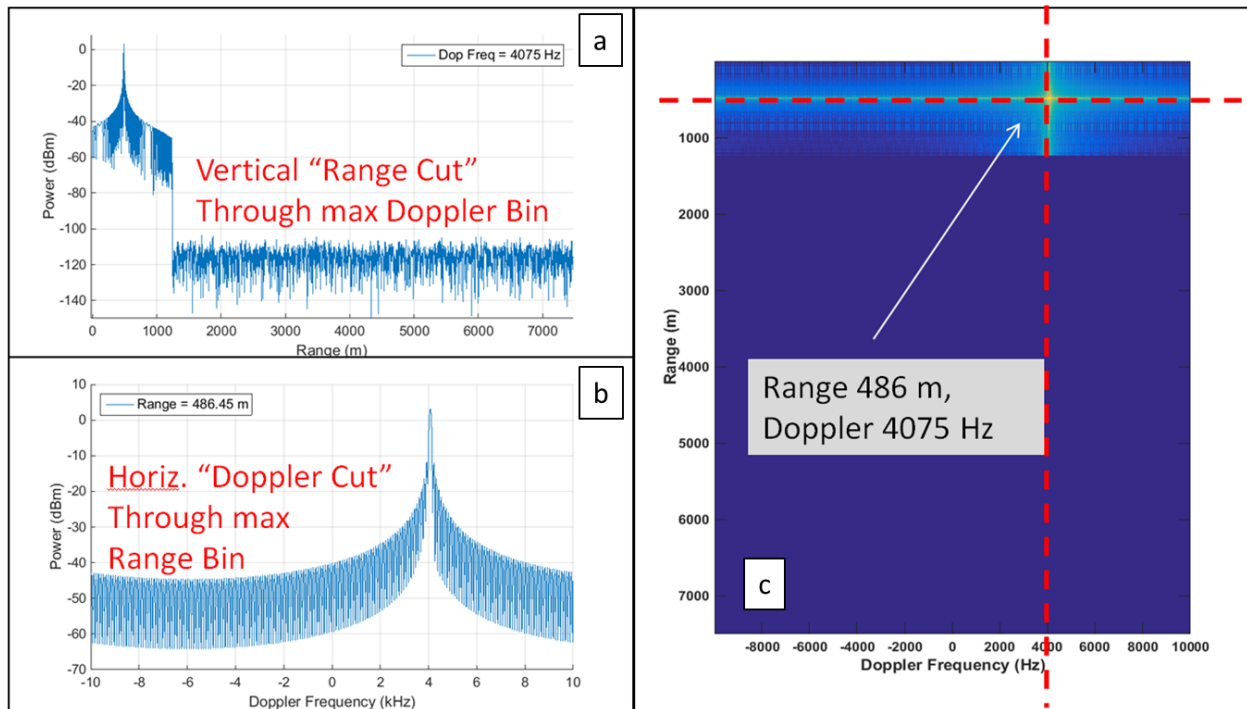 a
Dop Freq = 4075 Hz
0
-20
-40
-60
-80
-100
-120
-140
Power (dBm)
Vertical “Range Cut”
Through max Doppler Bin
0 1000 2000 3000 4000 5000 6000 7000
Range (m)
b
Range = 486.45 m
10
0
-10
-20
-30
-40
-50
-60
-70
Power (dBm)
Horiz. “Doppler Cut”
Through max
Range Bin
-10 -8 -6 -4 -2 0 2 4 6 8 10
Doppler Frequency (kHz)
1000
2000
3000
4000
5000
6000
7000
Range (m)
Range 486 m,
Doppler 4075 Hz
c
-8000 -6000 -4000 -2000 0 2000 4000 6000 8000 10000
Doppler Frequency (Hz)